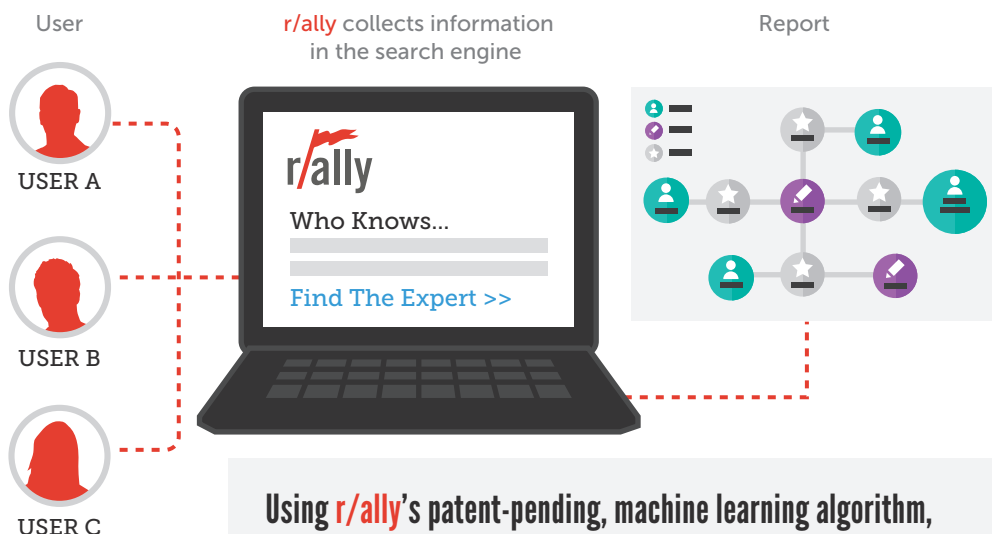 User
r/ally collects information
in the search engine
Report
USER A
USER B
USER C
r/ally
Who Knows...
Find The Expert >>
Using r/ally's patent-pending, machine learning algorithm,